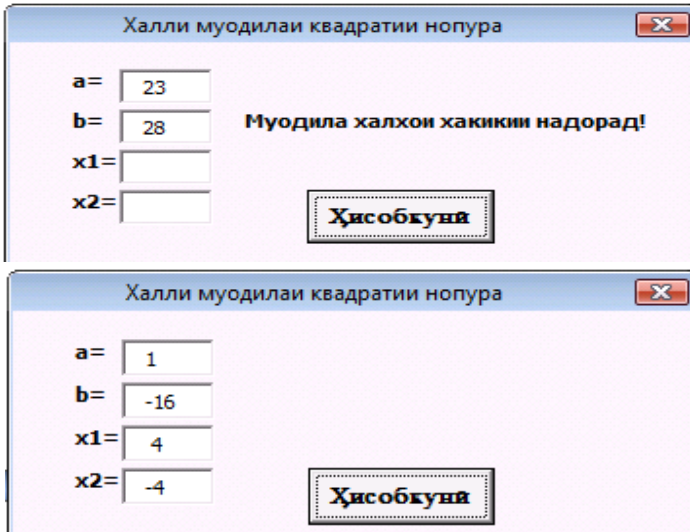 Халли муодилаи квадратии нопура
a= 23
b= 28 Муодила халхои хакикии надорад!
x1=
x2=
Ҳисобкунӣ
Халли муодилаи квадратии нопура
a= 1
b= -16
x1= 4
x2= -4
Ҳисобкунӣ